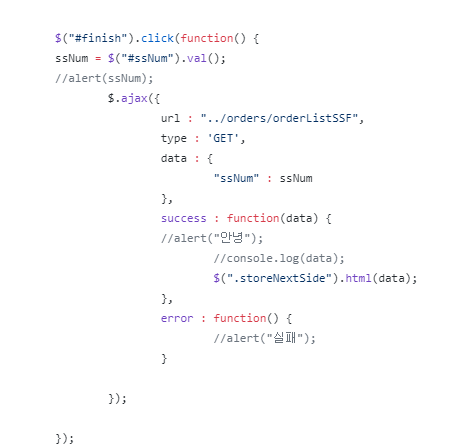 $("#finish").click(function() {
ssNum = $("#ssNum").val();
//alert(ssNum);
$.ajax({
url : "../orders/orderListSSF",
type : 'GET',
data : {
"ssNum" : ssNum
},
success : function(data) {
//alert("안녕");
//console.log(data);
$(".storeNextSide").html(data);
},
error : function() {
//alert("실패");
}
});
});